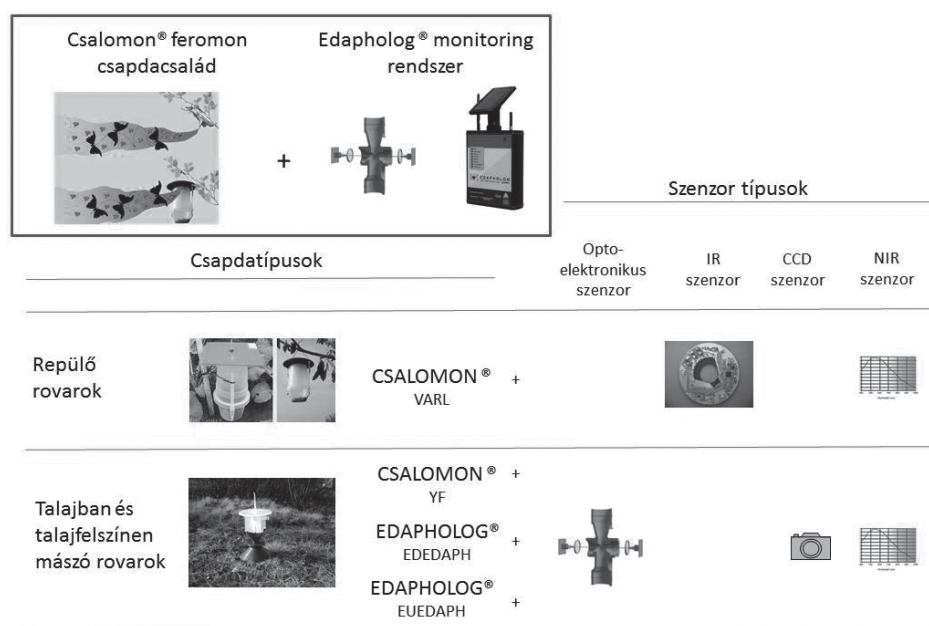 Csalomon® feromon
csapdacsalád
+
Edapholog® monitoring
rendszer
EDAPHOLOG
Szenzor típusok
Csapdatípusok
Opto-
elektronikus
szenzor
IR
szenzor
CCD
szenzor
NIR
szenzor
Repülő
rovarok
CSALOMON® +
VARL
Talajban és
talajfelszínen
mászó rovarok
CSALOMON® +
YF
EDAPHOLOG® +
EDEDAPH
EDAPHOLOG®
EUEDAPH +